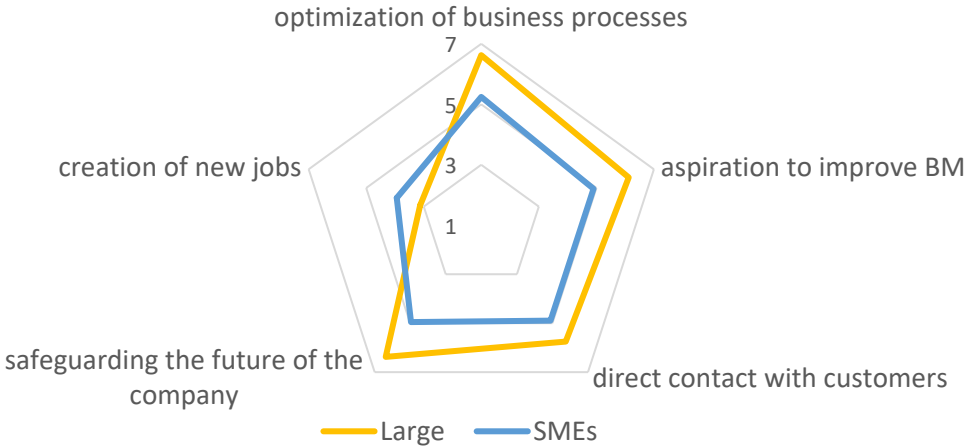 optimization of business processes
7
5
creation of new jobs
3
aspiration to improve BM
1
safeguarding the future of the
company
direct contact with customers
Large
SMEs